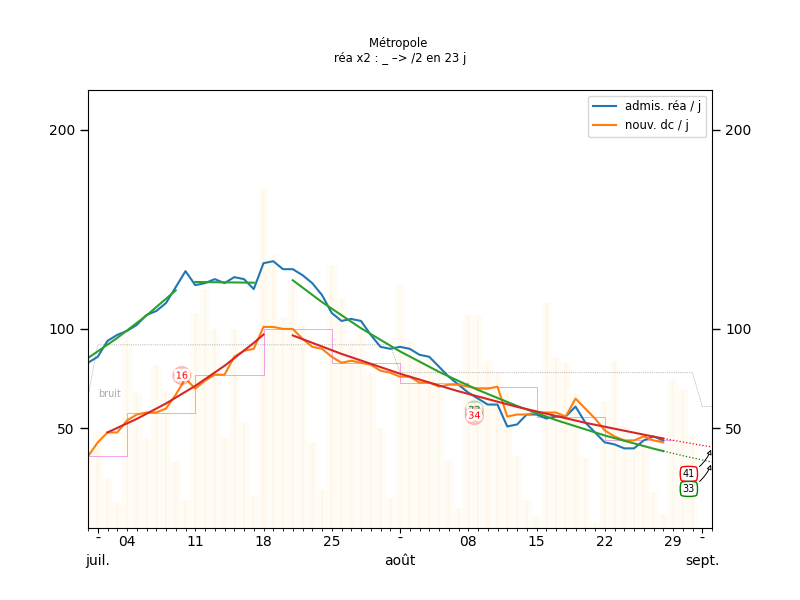 Métropole
réa x2 : _ –> /2 en 23 j
admis. réa / j
nouv. dc / j
200
200
100
100
50
50
bruit
16
34
41
33
04
11
18
25
08
15
22
29
juil.
août
sept.